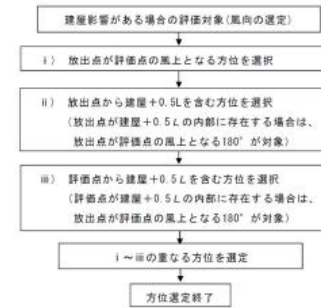 建屋影響がある場合の評価対象(風向の選定)
ⅰ) 放出点が評価点の風上となる方位を選択
ⅱ) 放出点から建屋+0.5Lを含む方位を選択
(放出点が建屋+0.5Lの内部に存在する場合は、
放出点が評価点の風上となる180°が対象)
ⅲ) 評価点から建屋+0.5Lを含む方位を選択
(評価点が建屋+0.5Lの内部に存在する場合は、
放出点が評価点の風上となる180°が対象)
ⅰ～ⅲの重なる方位を選定
方位選定終了